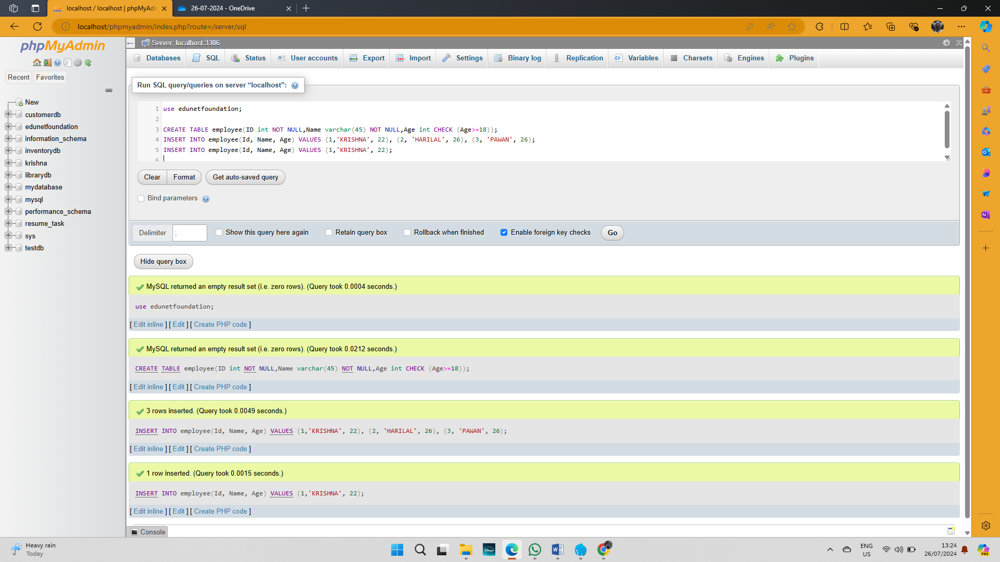 localhost / localhost | phpMyAdn
26-07-2024 - OneDrive
localhost/phpmyadmin/index.php?route=/server/sql
phpMyAdmin
Recent
Favorites
New
customerdb
edunetfoundation
information_schema
inventorydb
krishna
librarydb
mydatabase
mysql
performance_schema
resume_task
sys
testdb
Server: localhost:3306
Databases
SQL
Status
User accounts
Export
Import
Settings
Binary log
Replication
Variables
Charsets
Engines
Plugins
Run SQL query/queries on server “localhost”:
1 use edunetfoundation;
2
3 CREATE TABLE employee(ID int NOT NULL,Name varchar(45) NOT NULL,Age int CHECK (Age>=18));
4 INSERT INTO employee(Id, Name, Age) VALUES (1,'KRISHNA', 22), (2, 'HARILAL', 26), (3, 'PAWAN', 26);
5 INSERT INTO employee(Id, Name, Age) VALUES (1,'KRISHNA', 22);
6
Clear
Format
Get auto-saved query
Bind parameters
Delimiter ;
Show this query here again
Retain query box
Rollback when finished
Enable foreign key checks
Go
Hide query box
MySQL returned an empty result set (i.e. zero rows). (Query took 0.0004 seconds.)
use edunetfoundation;
[ Edit inline ] [ Edit ] [ Create PHP code ]
MySQL returned an empty result set (i.e. zero rows). (Query took 0.0212 seconds.)
CREATE TABLE employee(ID int NOT NULL,Name varchar(45) NOT NULL,Age int CHECK (Age>=18));
[ Edit inline ] [ Edit ] [ Create PHP code ]
3 rows inserted. (Query took 0.0049 seconds.)
INSERT INTO employee(Id, Name, Age) VALUES (1,'KRISHNA', 22), (2, 'HARILAL', 26), (3, 'PAWAN', 26);
[ Edit inline ] [ Edit ] [ Create PHP code ]
1 row inserted. (Query took 0.0015 seconds.)
INSERT INTO employee(Id, Name, Age) VALUES (1,'KRISHNA', 22);
[ Edit inline ] [ Edit ] [ Create PHP code ]
Console
Heavy rain
Today
ENG
US
13:24
26/07/2024